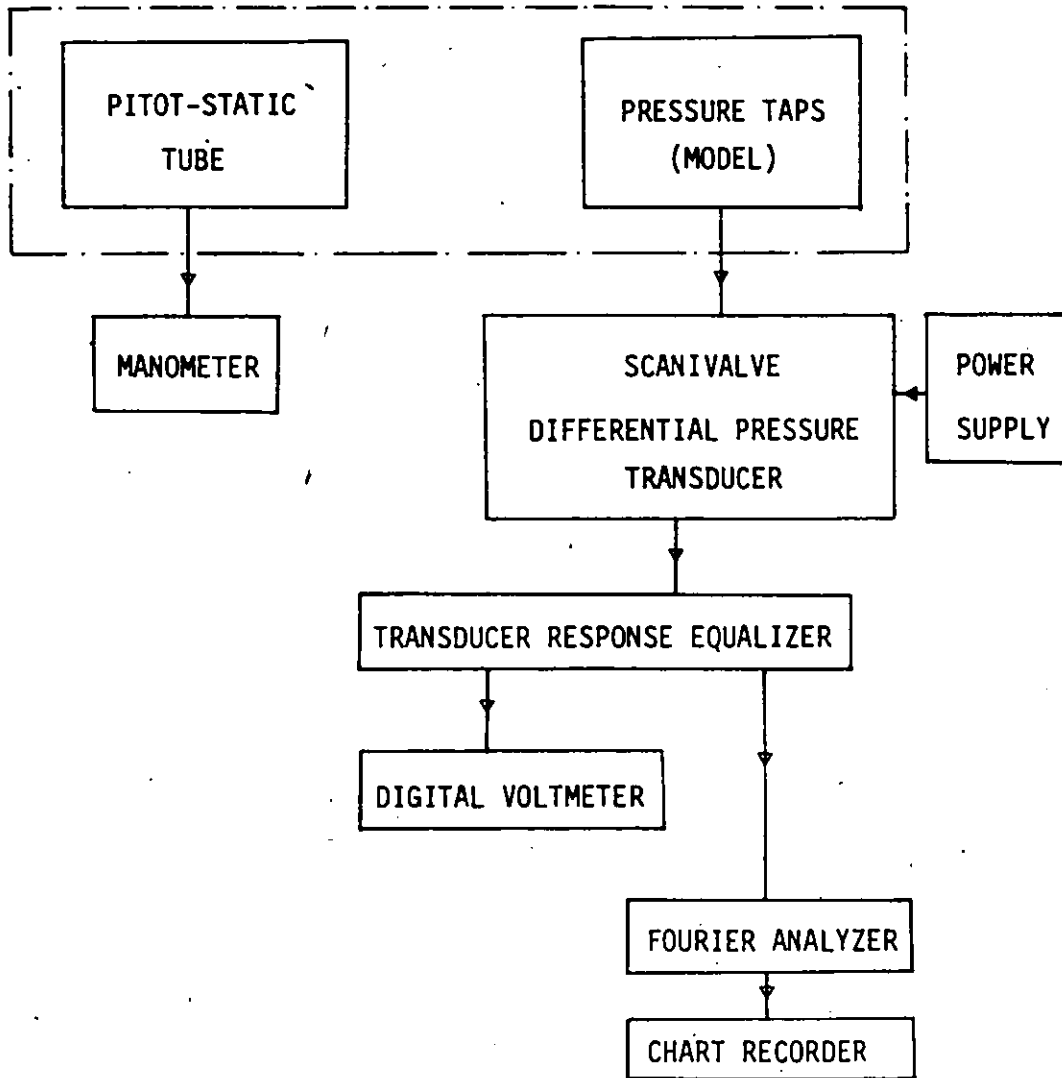 PITOT-STATIC
TUBE
PRESSURE TAPS
(MODEL)
MANOMETER
SCANIVALVE
DIFFERENTIAL PRESSURE
TRANSDUCER
POWER
SUPPLY
TRANSDUCER RESPONSE EQUALIZER
DIGITAL VOLTMETER
FOURIER ANALYZER
CHART RECORDER